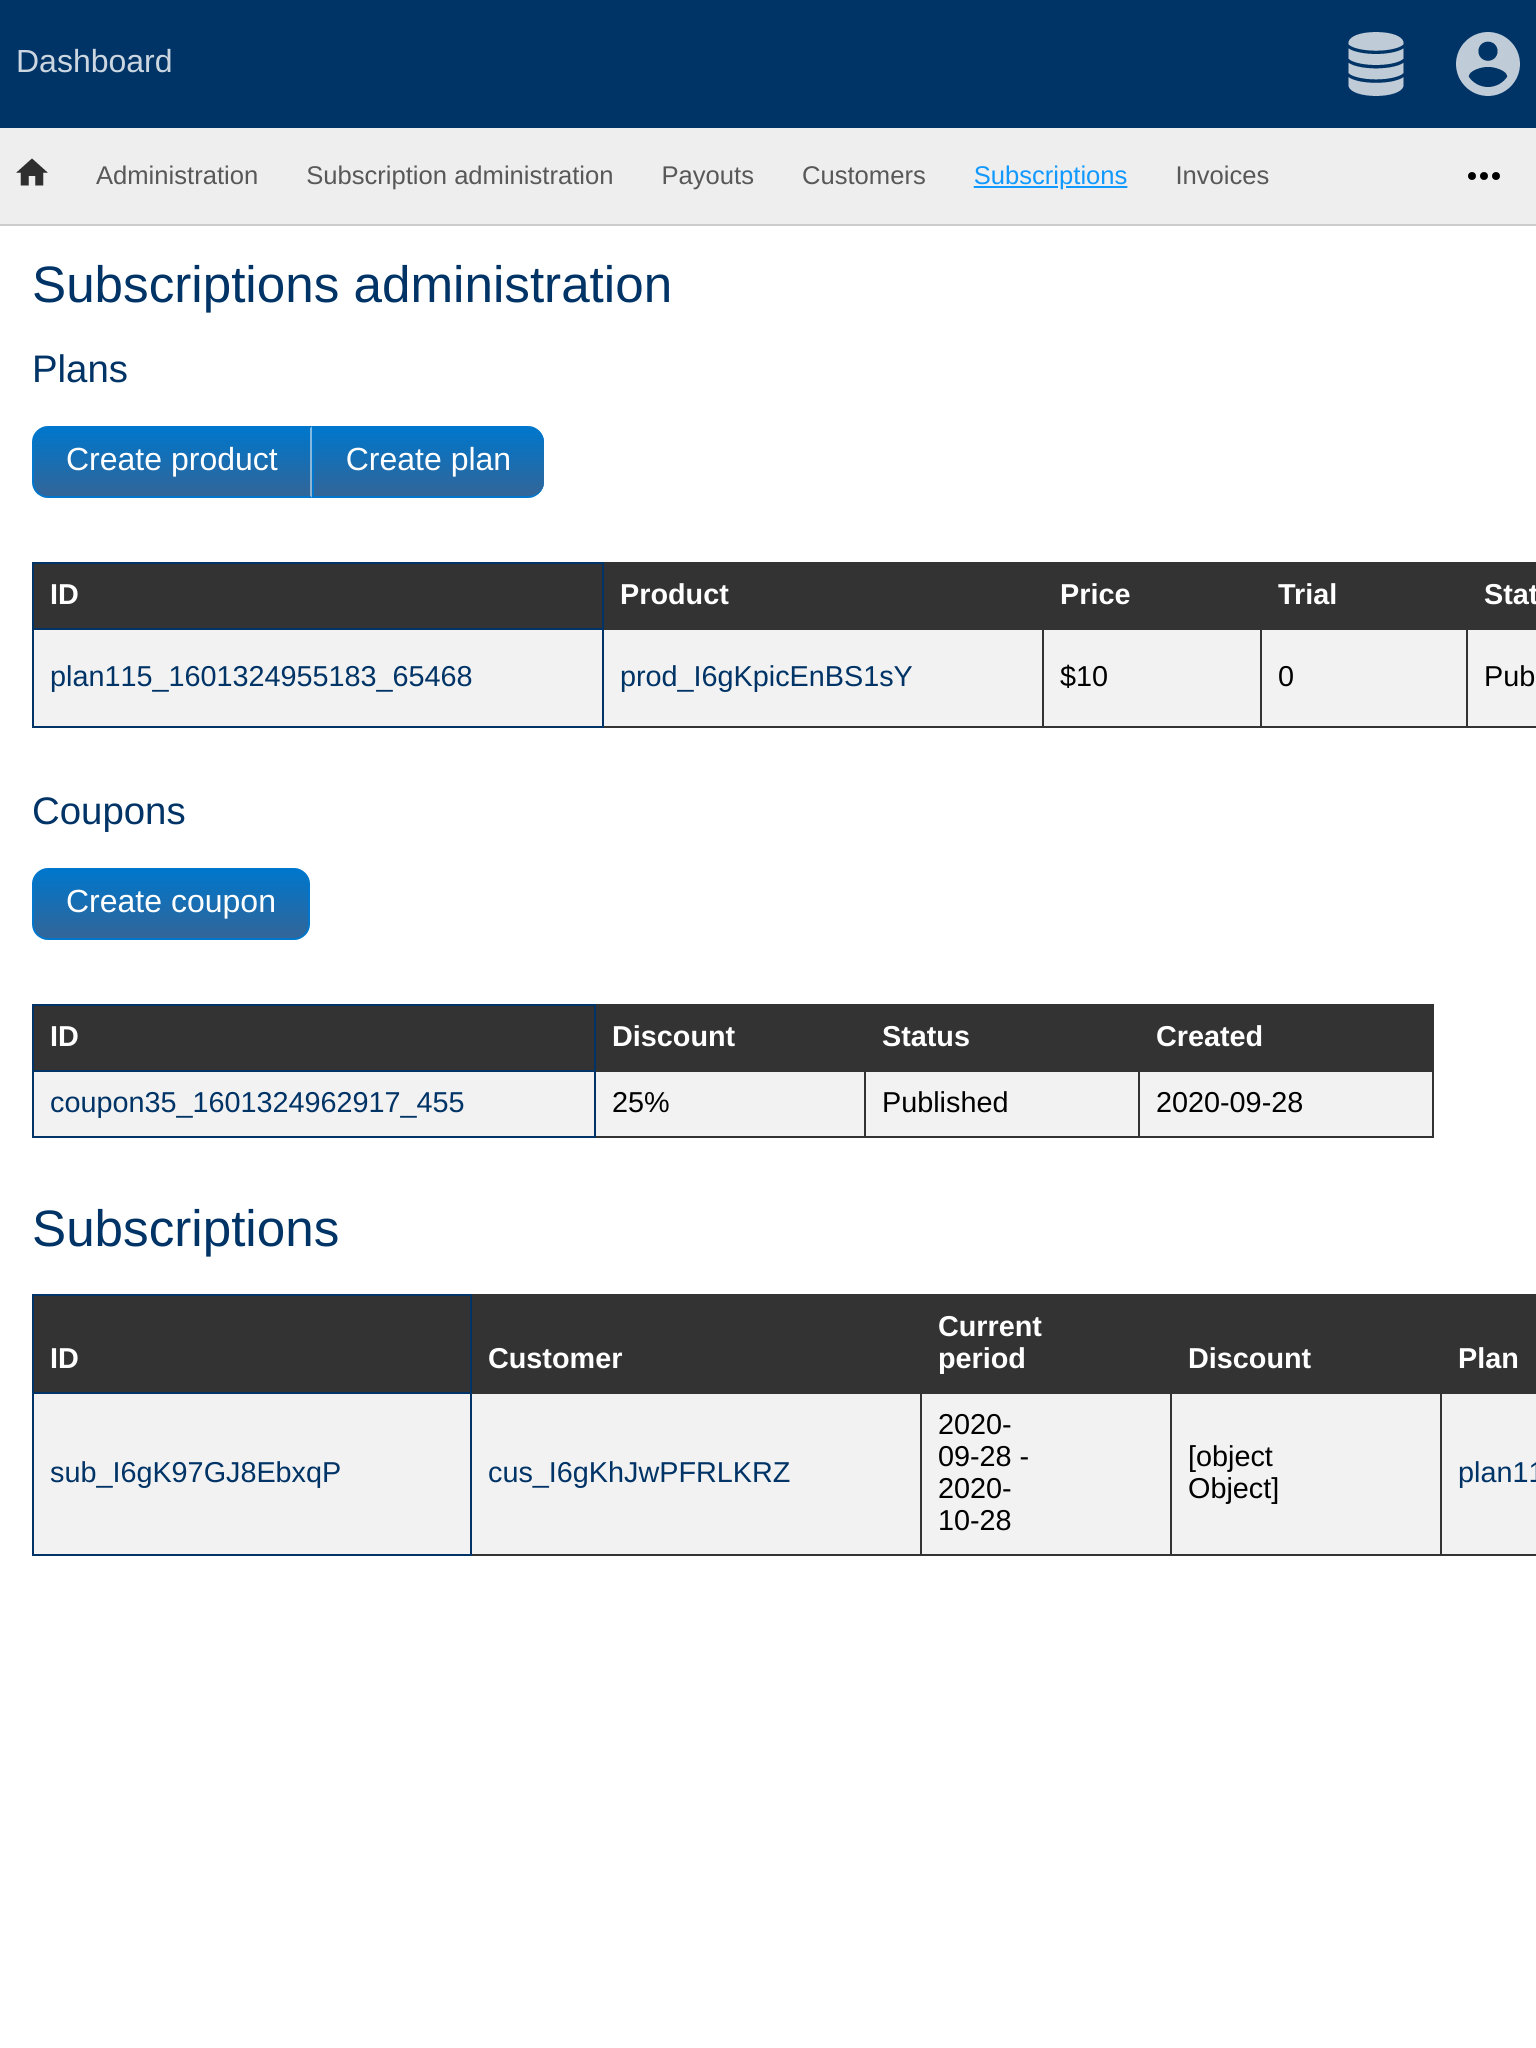 Dashboard
Administration Subscription administration Payouts Customers Subscriptions Invoices
Subscriptions administration
Plans
Create product Create plan
ID Product Price Trial Stat
plan115_1601324955183_65468 prod_I6gKpicEnBS1sY $10 0 Pub
Coupons
Create coupon
ID Discount Status Created
coupon35_1601324962917_455 25% Published 2020-09-28
Subscriptions
ID Customer Current period Discount Plan
sub_I6gK97GJ8EbxqP cus_I6gKhJwPFRLKRZ 2020-09-28 - 2020-10-28 [object Object] plan11